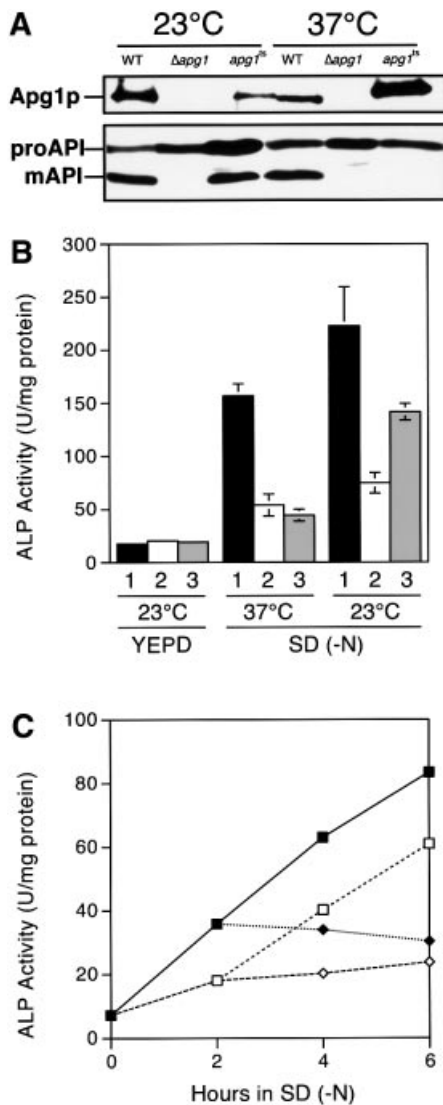 A
23°C 37°C
WT Δapg1 apg1ts WT Δapg1 apg1ts
Apg1p
proAPI
mAPI
B
ALP Activity (U/mg protein)
300
250
200
150
100
50
0
1 2 3 1 2 3 1 2 3
23°C 37°C 23°C
YEPD SD (-N)
C
ALP Activity (U/mg protein)
100
80
60
40
20
0
0 2 4 6
Hours in SD (-N)